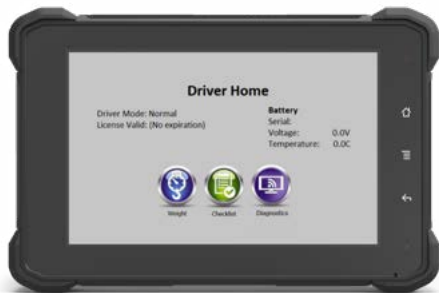 Driver Home
Driver Mode: Normal
License Valid: (No expiration)
Battery
Serial:
Voltage: 0.0V
Temperature: 0.0C
Weight
Checklist
Diagnostics